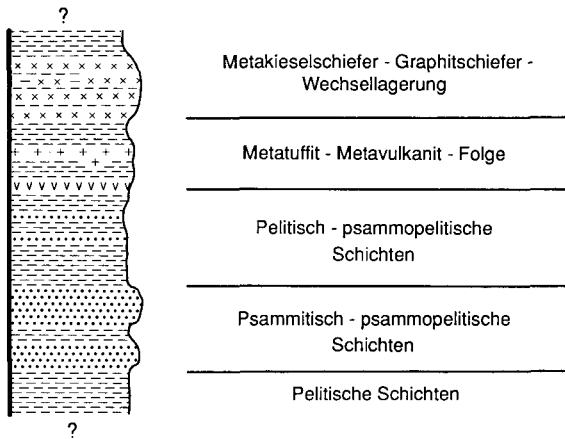 ?
Metakieselschiefer - Graphitschiefer -
Wechsellagerung
Metatuffit - Metavulkanit - Folge
Pelitisch - psammopelitische
Schichten
Psammitisch - psammopelitische
Schichten
Pelitische Schichten
?